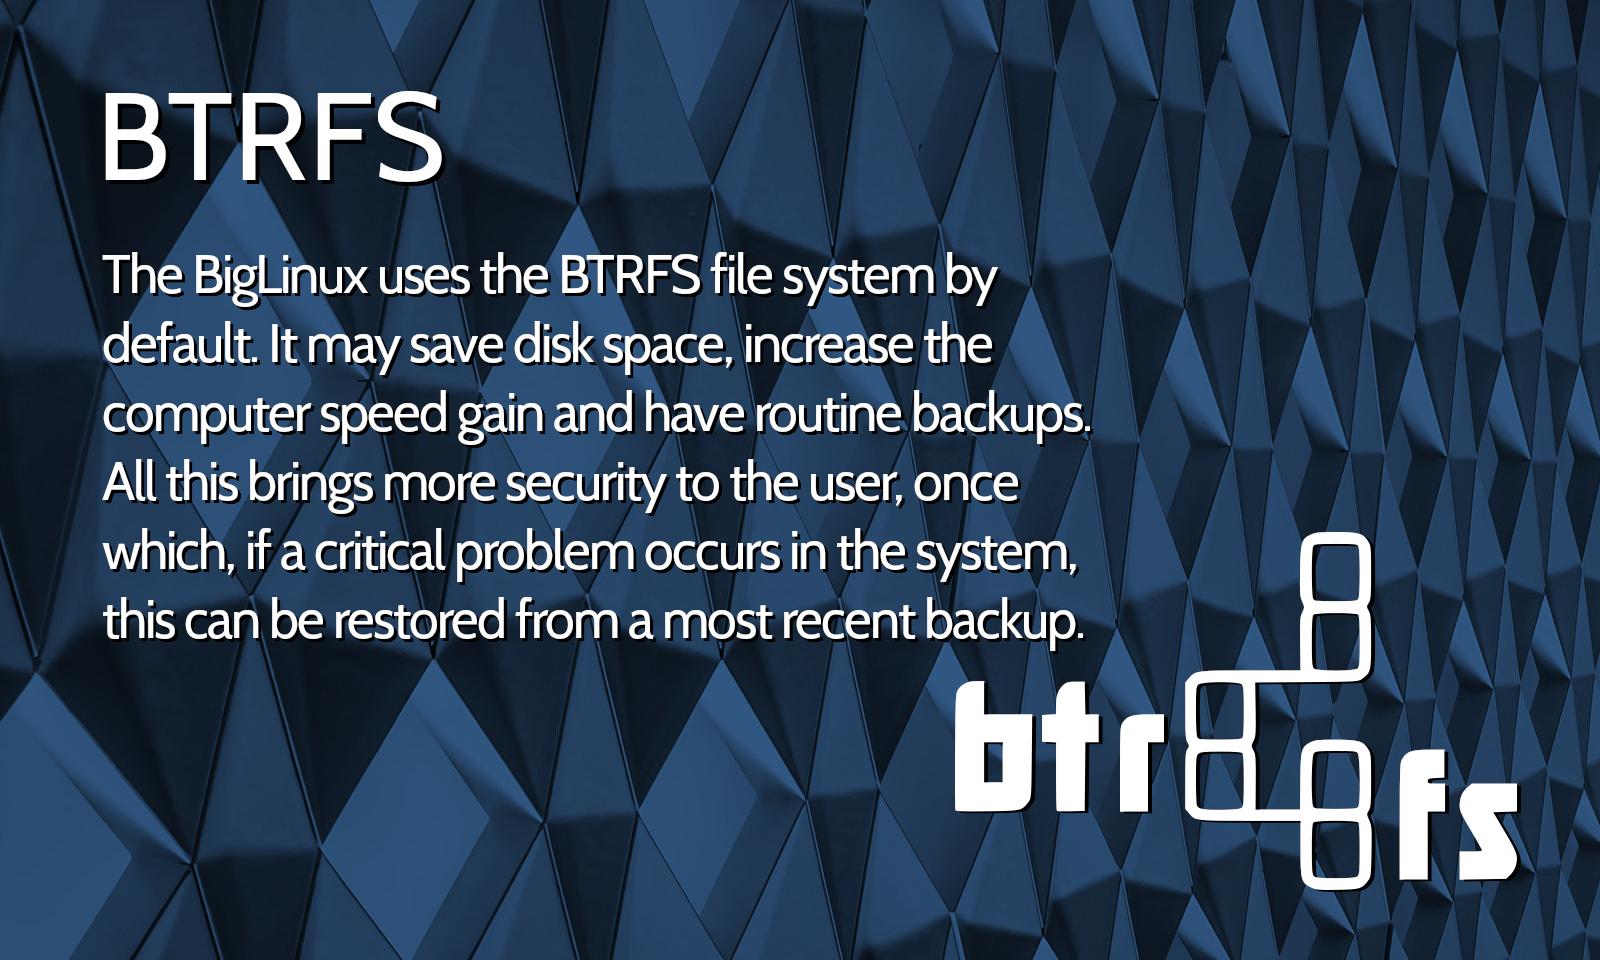 BTRFS
The BigLinux uses the BTRFS file system by
default. It may save disk space, increase the
computer speed gain and have routine backups.
All this brings more security to the user, once
which, if a critical problem occurs in the system,
this can be restored from a most recent backup.
btr fs